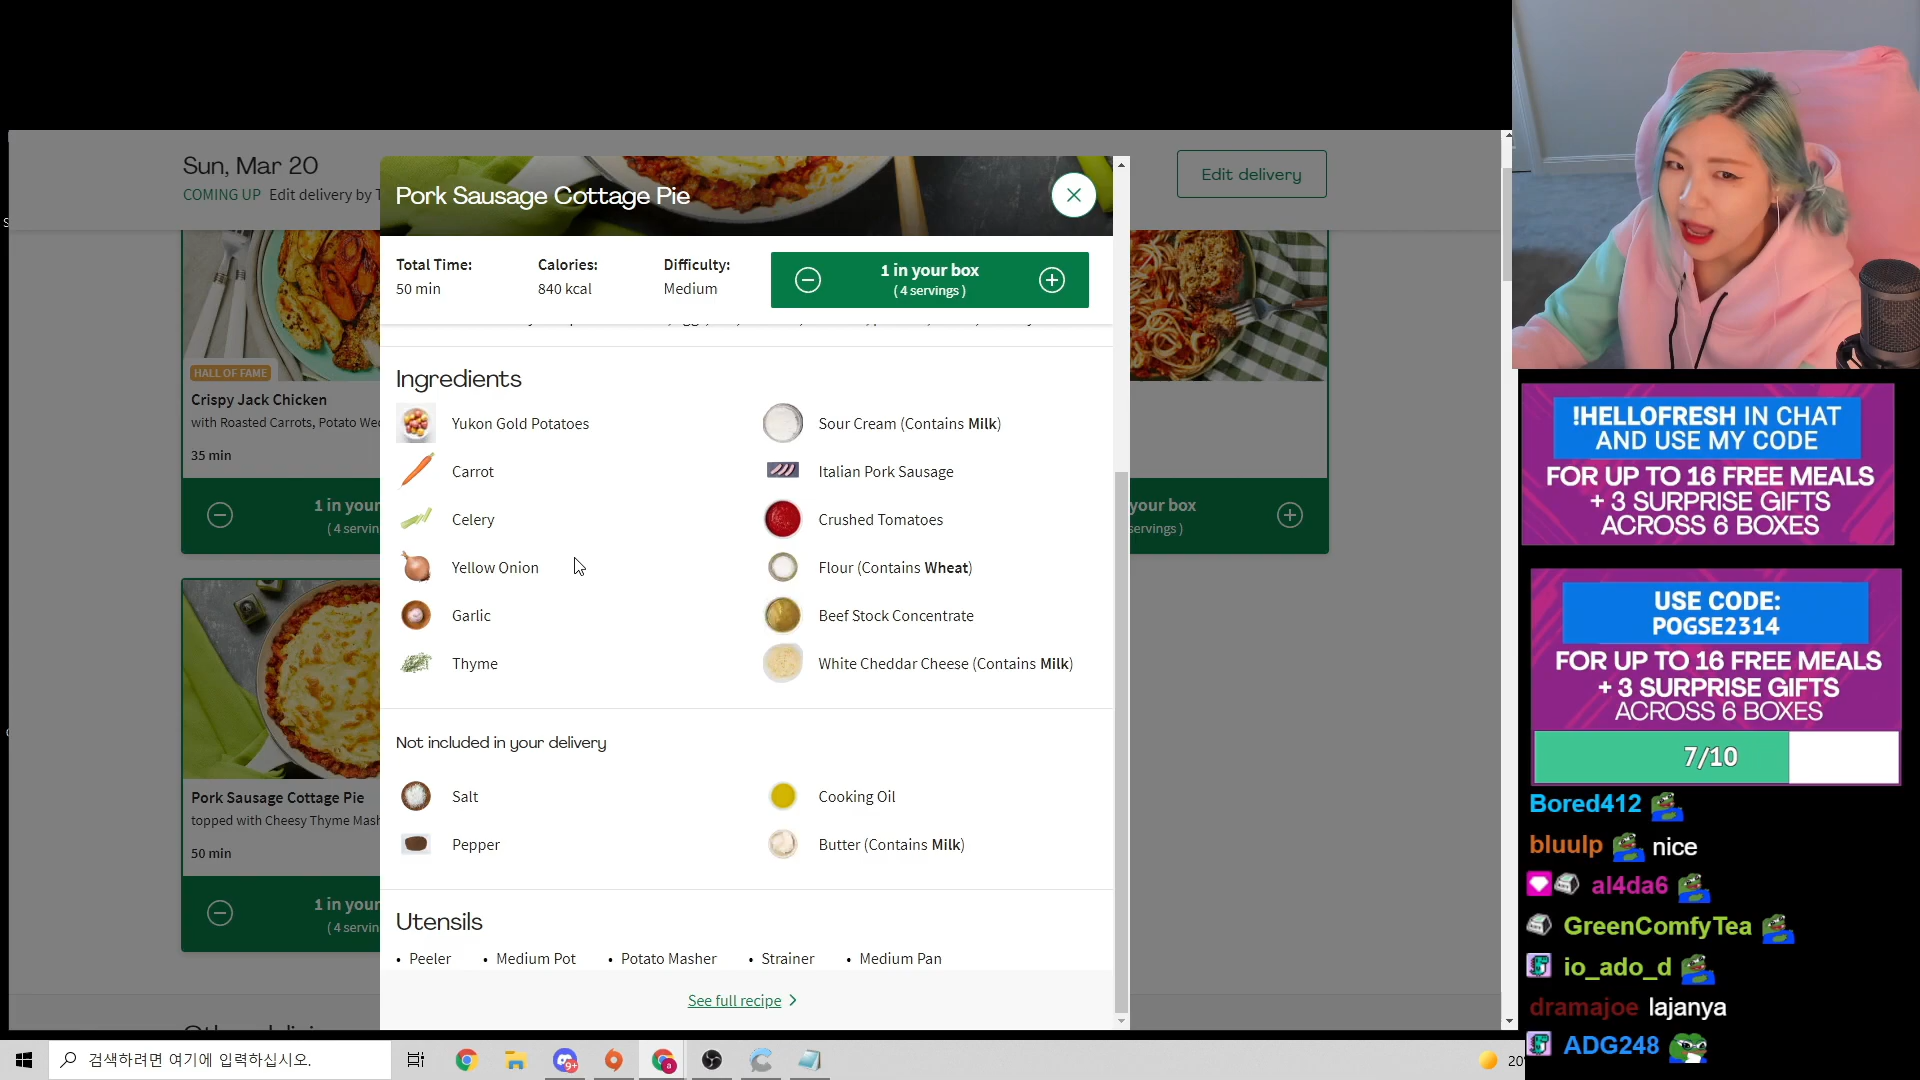 Sun, Mar 20
COMING UP Edit delivery by T
Edit delivery
Pork Sausage Cottage Pie
Total Time:
50 min
Calories:
840 kcal
Difficulty:
Medium
1 in your box
( 4 servings )
HALL OF FAME
Crispy Jack Chicken
with Roasted Carrots, Potato We
35 min
1 in your
( 4 servin
your box
servings )
Pork Sausage Cottage Pie
topped with Cheesy Thyme Mash
50 min
1 in your
( 4 servin
Ingredients
Yukon Gold Potatoes
Carrot
Celery
Yellow Onion
Garlic
Thyme
Sour Cream (Contains Milk)
Italian Pork Sausage
Crushed Tomatoes
Flour (Contains Wheat)
Beef Stock Concentrate
White Cheddar Cheese (Contains Milk)
Not included in your delivery
Salt
Pepper
Cooking Oil
Butter (Contains Milk)
Utensils
• Peeler • Medium Pot • Potato Masher • Strainer • Medium Pan
See full recipe
!HELLOFRESH IN CHAT
AND USE MY CODE
FOR UP TO 16 FREE MEALS
+ 3 SURPRISE GIFTS
ACROSS 6 BOXES
USE CODE:
POGSE2314
FOR UP TO 16 FREE MEALS
+ 3 SURPRISE GIFTS
ACROSS 6 BOXES
7/10
Bored412
bluulp nice
al4da6
GreenComfyTea
io_ado_d
dramajoe lajanya
ADG248
검색하려면 여기에 입력하십시오.
9+
20